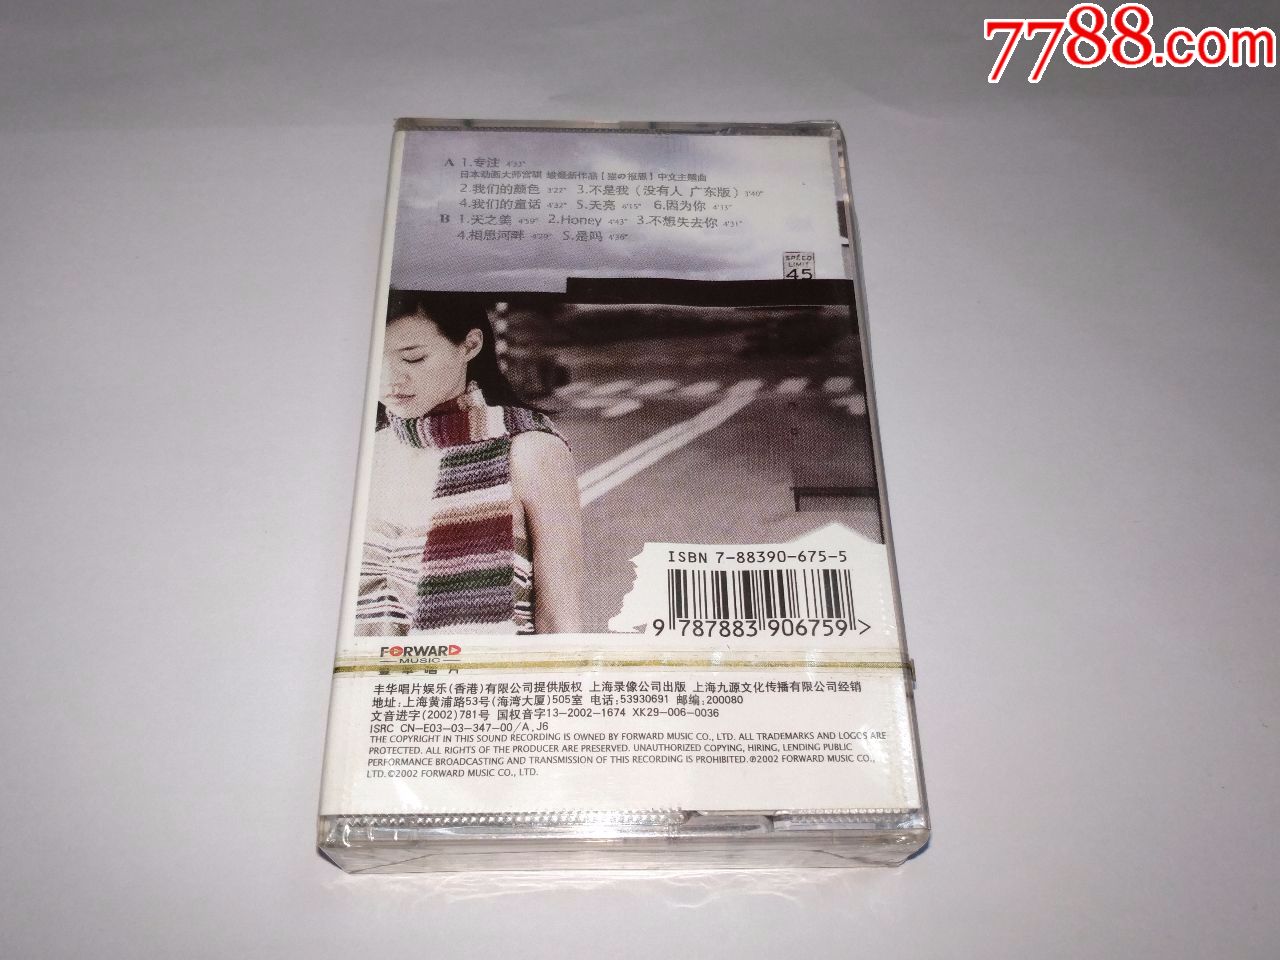 7788.com
A 1.专注 4'33"
日本动画大师宫骐 峻最新作品【猫の报恩】中文主题曲
2.我们的颜色 3'22" 3.不是我（没有人 广东版）3'40"
4.我们的童话 4'32" 5.天亮 4'15" 6.因为你 4'13"
B 1.天之美 4'59" 2.Honey 4'43" 3.不想失去你 4'31"
4.相思河畔 4'29" 5.是吗 4'36"
SPEED
LIMIT
45
ISBN 7-88390-675-5
9 787883 906759 >
FORWARD
MUSIC
丰华唱片
丰华唱片娱乐(香港)有限公司提供版权 上海录像公司出版 上海九源文化传播有限公司经销
地址:上海黄浦路53号(海湾大厦)505室 电话:53930691 邮编:200080
文音进字(2002)781号 国权音字13-2002-1674 XK29-006-0036
ISRC CN-E03-03-347-00/A.J6
THE COPYRIGHT IN THIS SOUND RECORDING IS OWNED BY FORWARD MUSIC CO., LTD. ALL TRADEMARKS AND LOGOS ARE
PROTECTED. ALL RIGHTS OF THE PRODUCER ARE PRESERVED. UNAUTHORIZED COPYING, HIRING, LENDING PUBLIC
PERFORMANCE BROADCASTING AND TRANSMISSION OF THIS RECORDING IS PROHIBITED.℗2002 FORWARD MUSIC CO.,
LTD.©2002 FORWARD MUSIC CO., LTD.